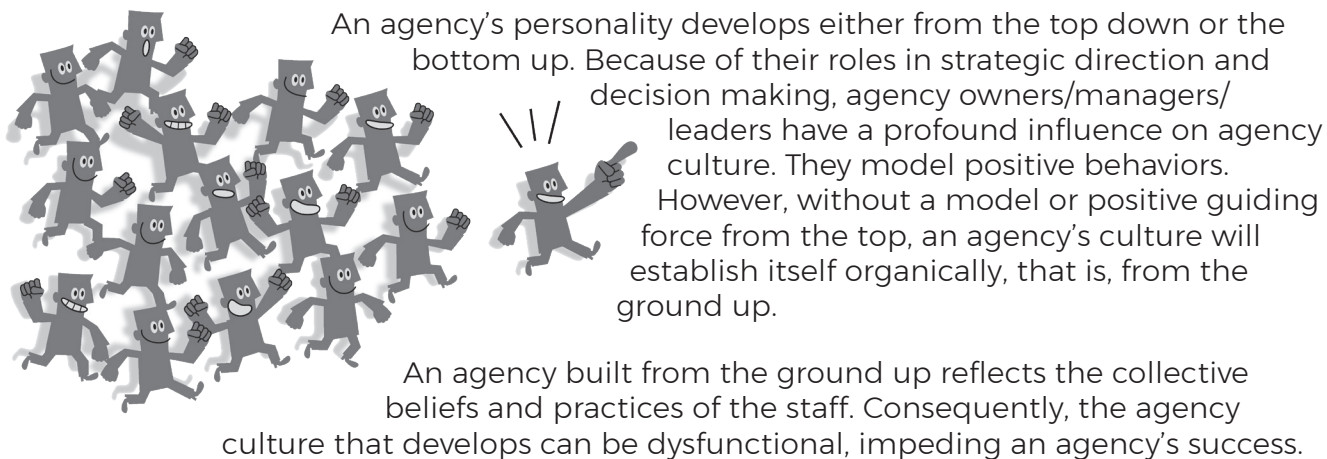 An agency’s personality develops either from the top down or the
bottom up. Because of their roles in strategic direction and
decision making, agency owners/managers/
leaders have a profound influence on agency
culture. They model positive behaviors.
However, without a model or positive guiding
force from the top, an agency’s culture will
establish itself organically, that is, from the
ground up.
An agency built from the ground up reflects the collective
beliefs and practices of the staff. Consequently, the agency
culture that develops can be dysfunctional, impeding an agency’s success.